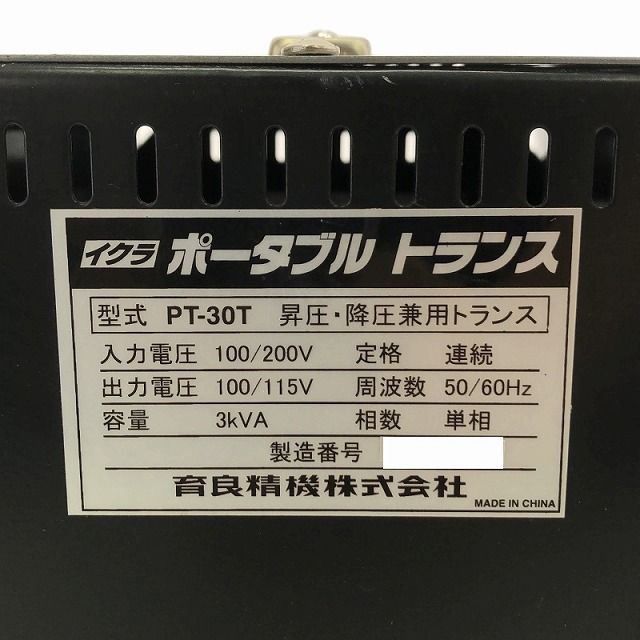 イクラ ポータブル トランス
型式 PT-30T 昇圧・降圧兼用トランス
入力電圧 100/200V 定格 連続
出力電圧 100/115V 周波数 50/60Hz
容量 3kVA 相数 単相
製造番号
育良精機株式会社
MADE IN CHINA